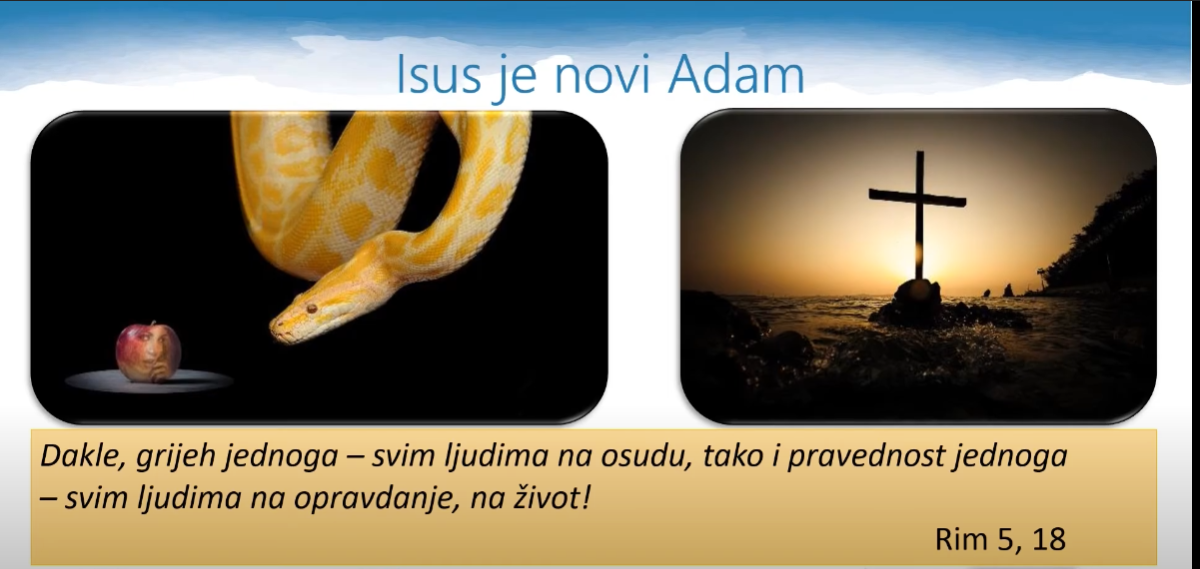 Isus je novi Adam
Dakle, grijeh jednoga – svim ljudima na osudu, tako i pravednost jednoga
– svim ljudima na opravdanje, na život!
Rim 5, 18